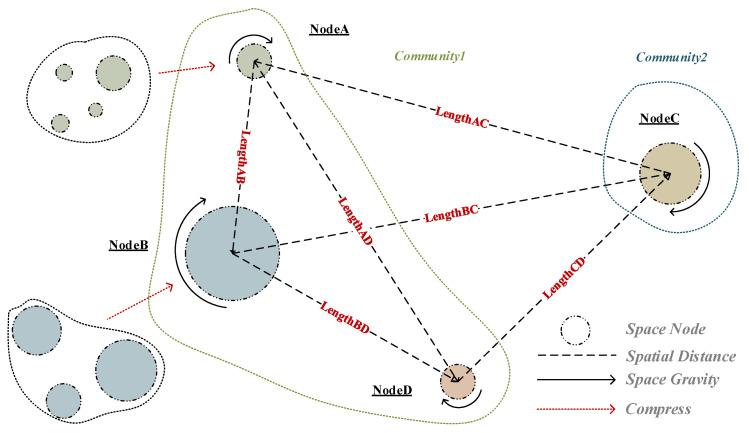 NodeA
Community1
Community2
LengthAC
NodeC
LengthAB
LengthAD
LengthBC
NodeB
LengthCD
LengthBD
NodeD
Space Node
Spatial Distance
Space Gravity
Compress